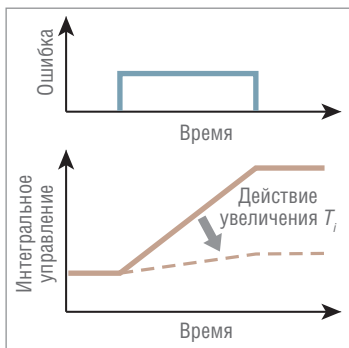 Ошибка
Время
Интегральное
управление
Действие
увеличения Ti
Время